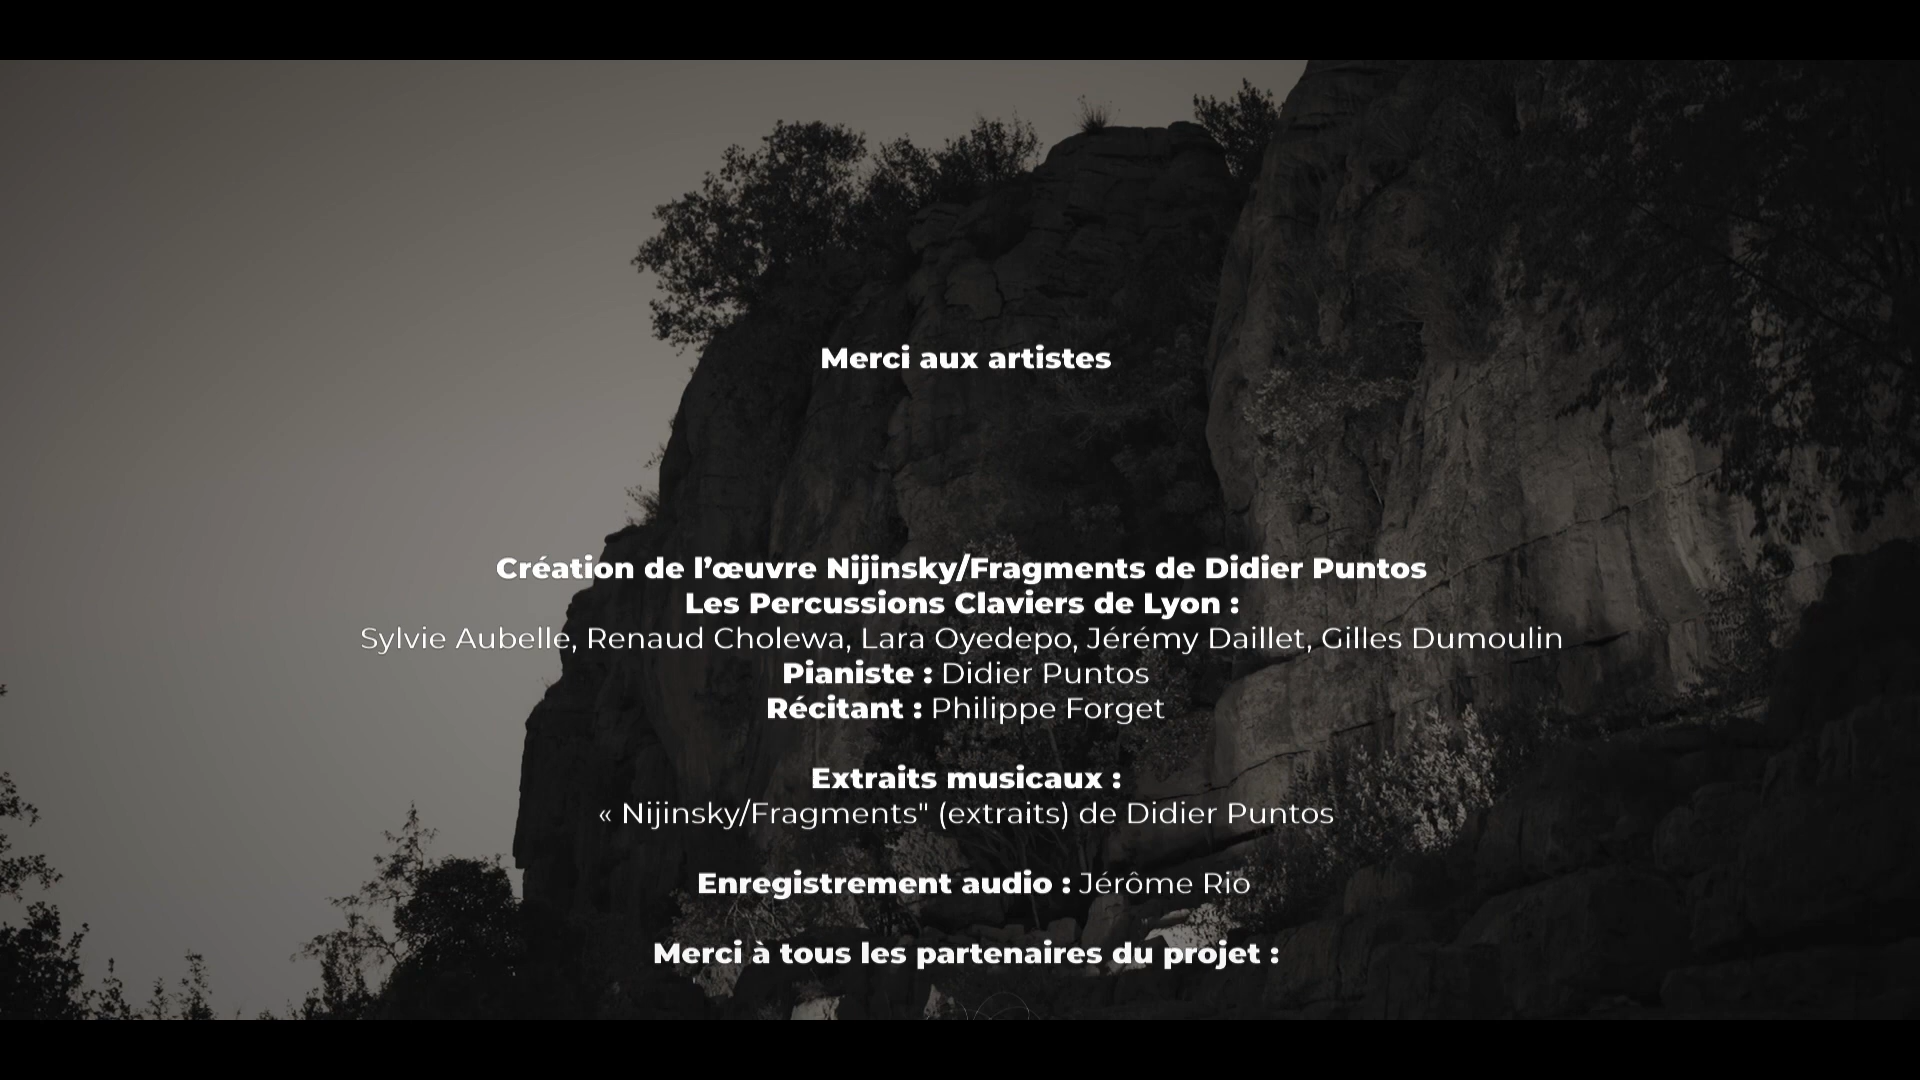 Merci aux artistes
Création de l’œuvre Nijinsky/Fragments de Didier Puntos
Les Percussions Claviers de Lyon :
Sylvie Aubelle, Renaud Cholewa, Lara Oyedepo, Jérémy Daillet, Gilles Dumoulin
Pianiste : Didier Puntos
Récitant : Philippe Forget
Extraits musicaux :
« Nijinsky/Fragments" (extraits) de Didier Puntos
Enregistrement audio : Jérôme Rio
Merci à tous les partenaires du projet :